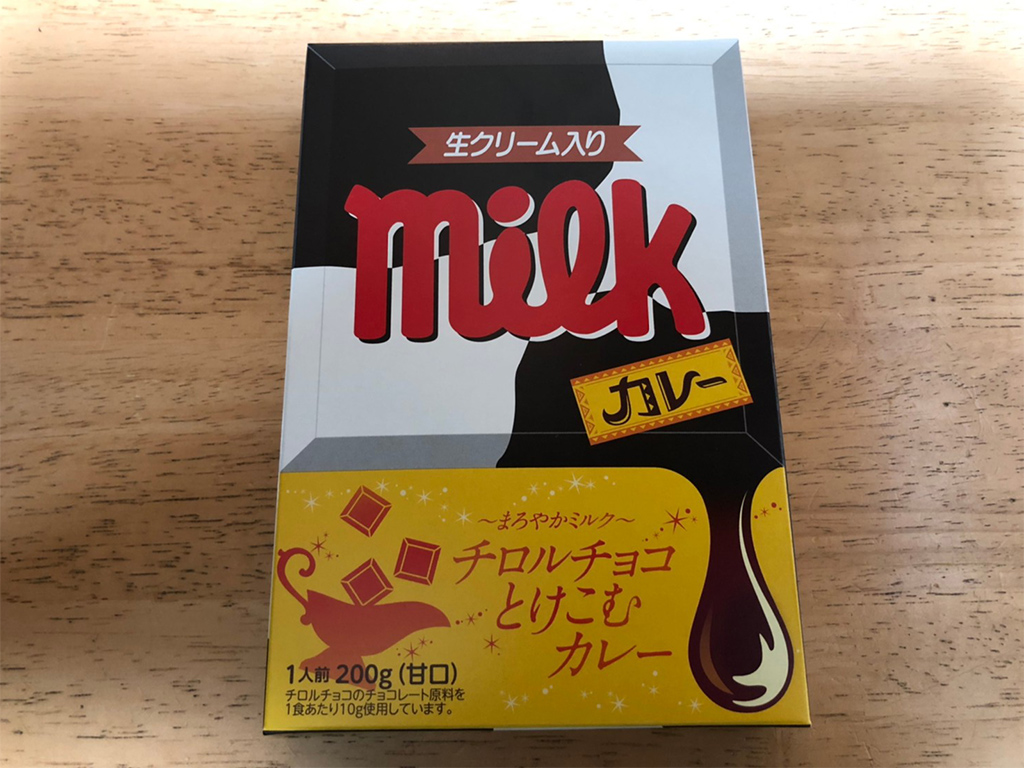 生クリーム入り
milk
カレー
〜まろやかミルク〜
チロルチョコ
とけこむ
カレー
1人前 200g (甘口)
チロルチョコのチョコレート原料を
1食あたり10g使用しています。